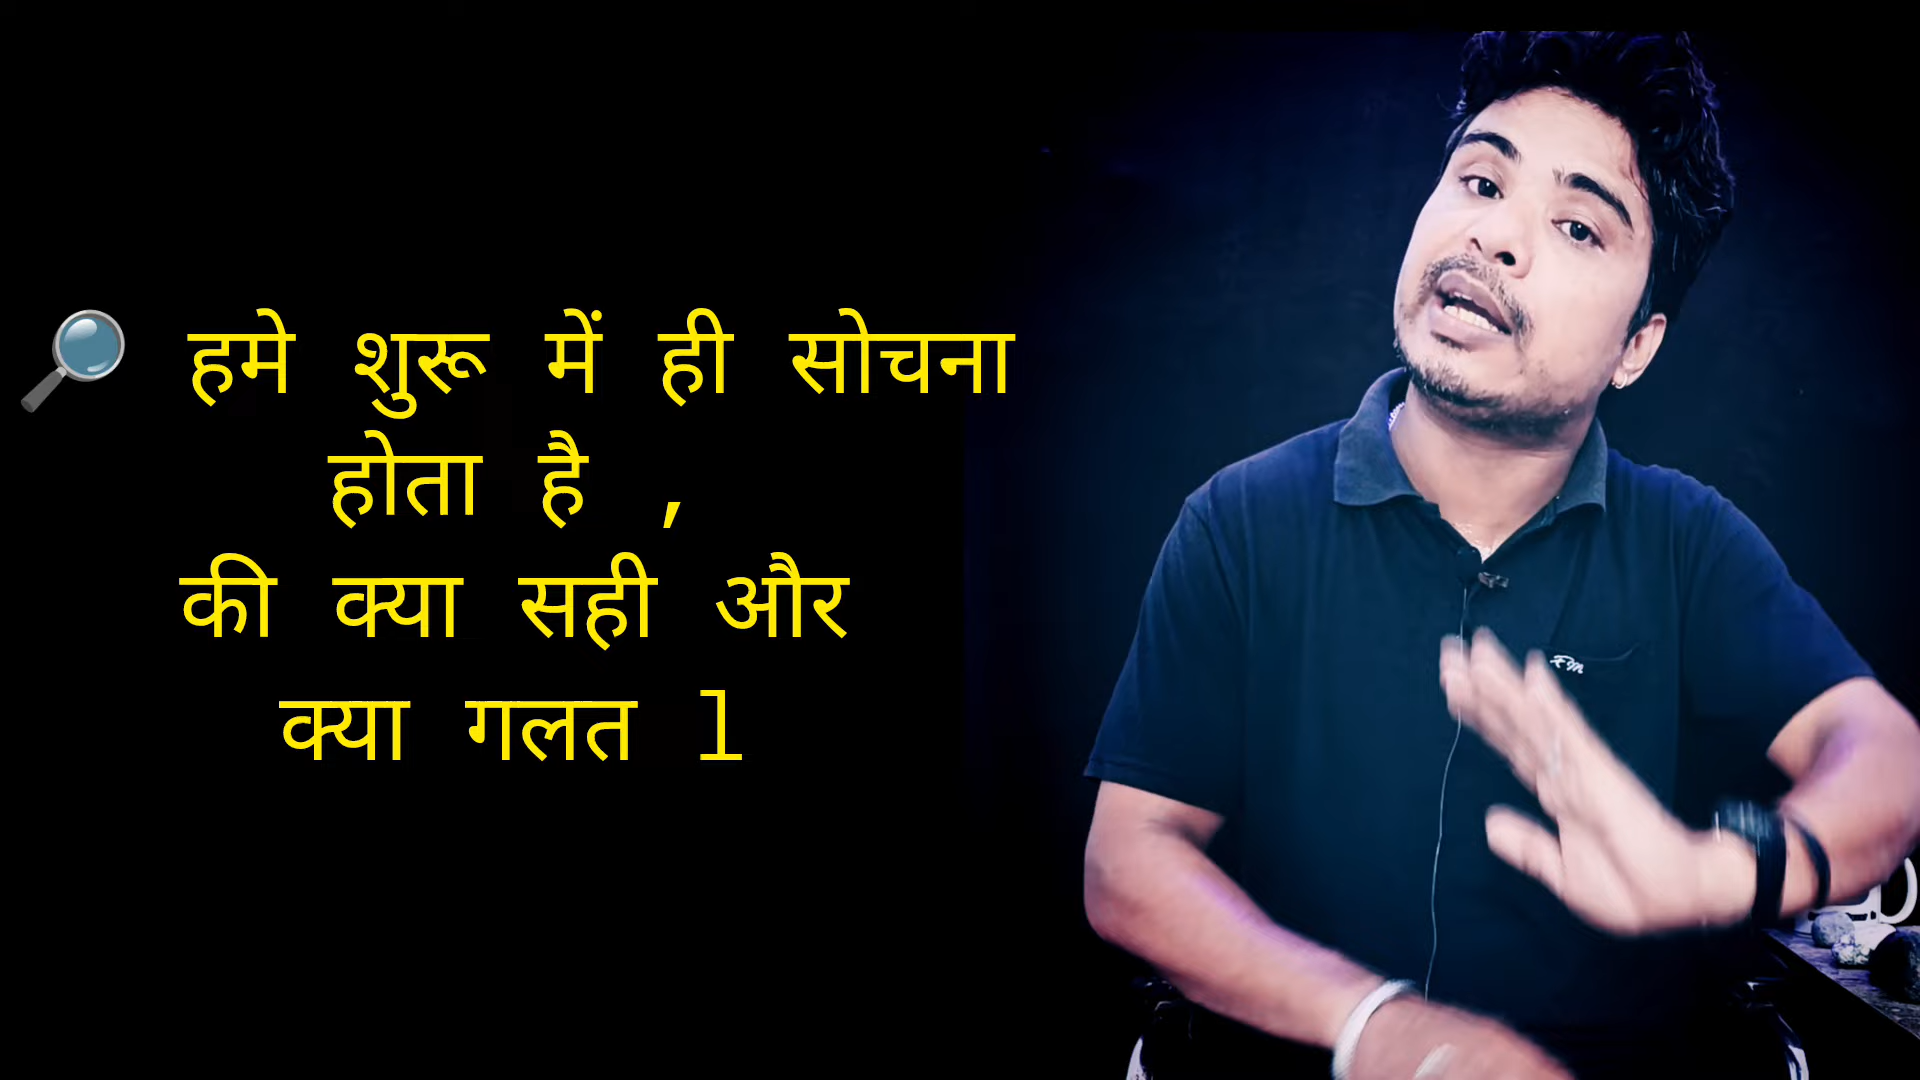 🔎 हमे शुरू में ही सोचना
होता है ,
की क्या सही और
क्या गलत l